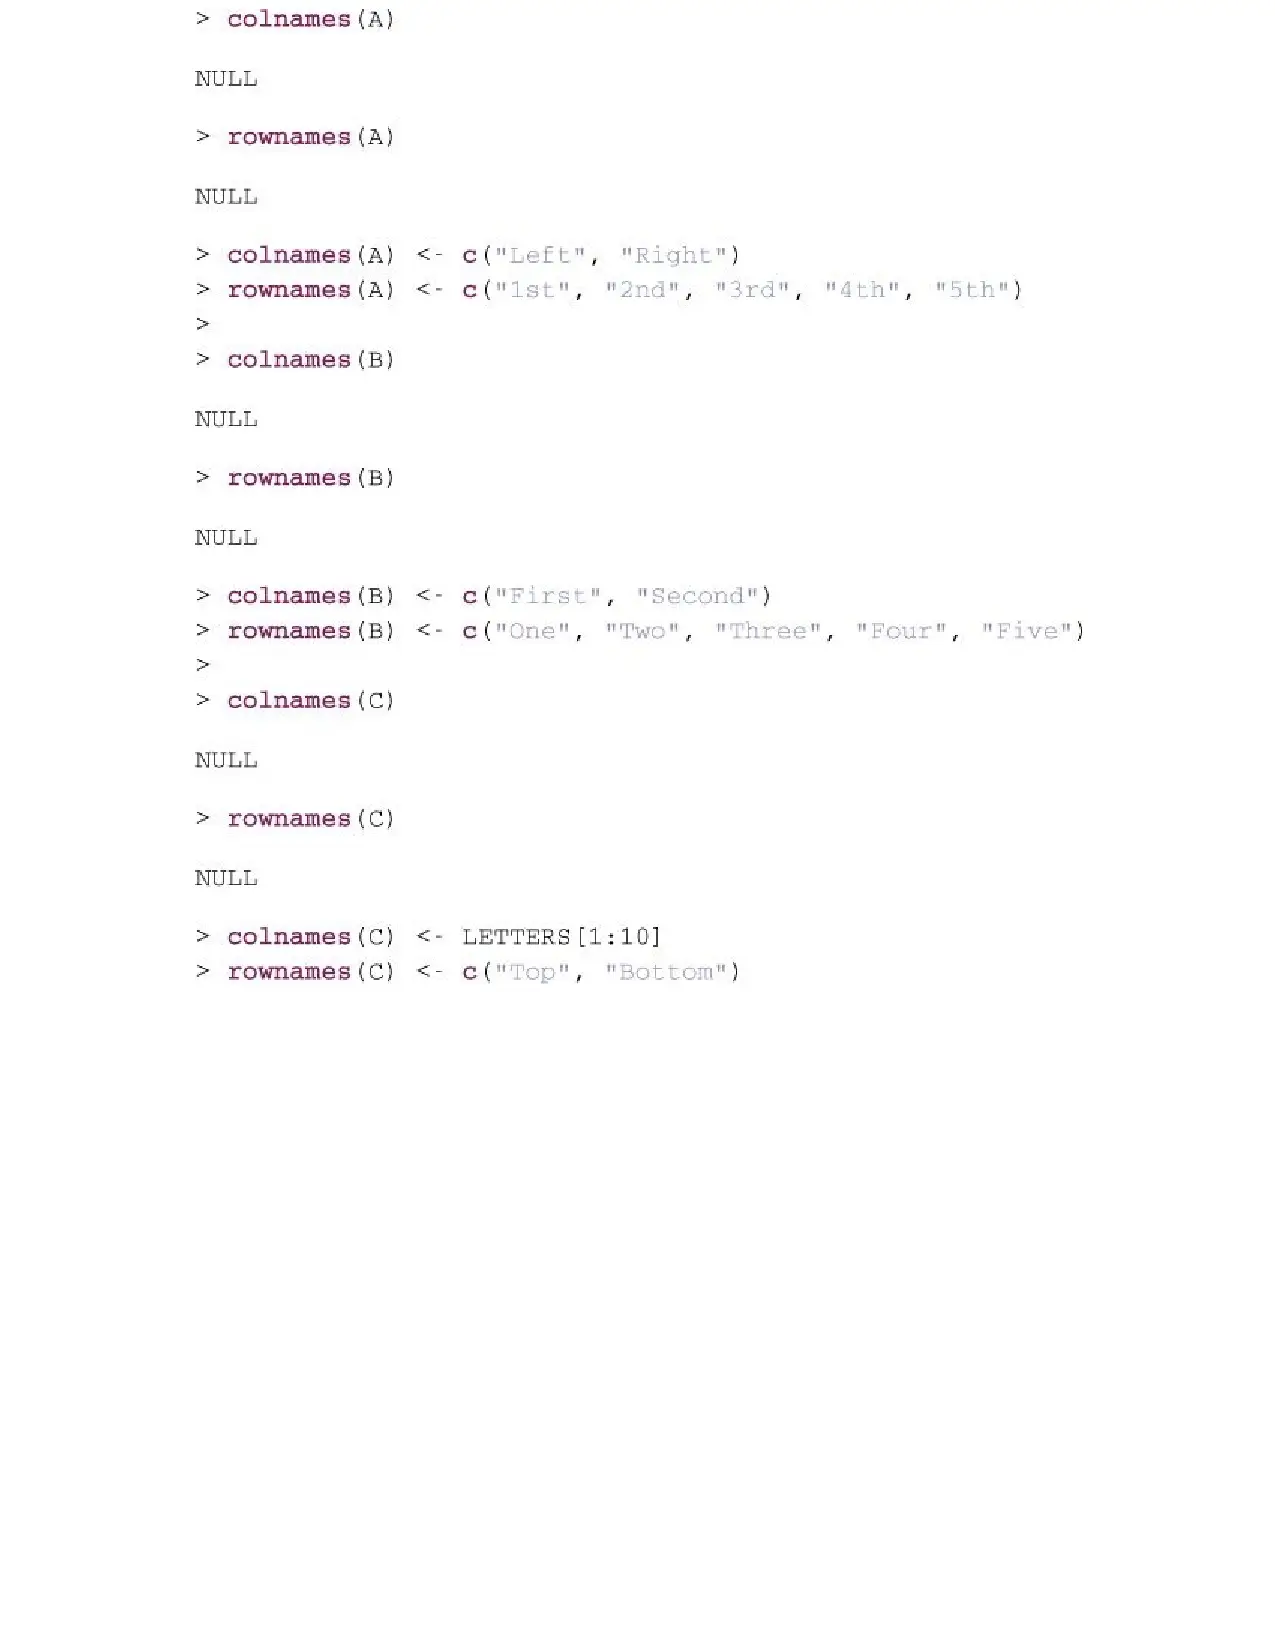 > colnames(A)
NULL
> rownames(A)
NULL
> colnames(A) <- c("Left", "Right")
> rownames(A) <- c("1st", "2nd", "3rd", "4th", "5th")
>
> colnames(B)
NULL
> rownames(B)
NULL
> colnames(B) <- c("First", "Second")
> rownames(B) <- c("One", "Two", "Three", "Four", "Five")
>
> colnames(C)
NULL
> rownames(C)
NULL
> colnames(C) <- LETTERS[1:10]
> rownames(C) <- c("Top", "Bottom")